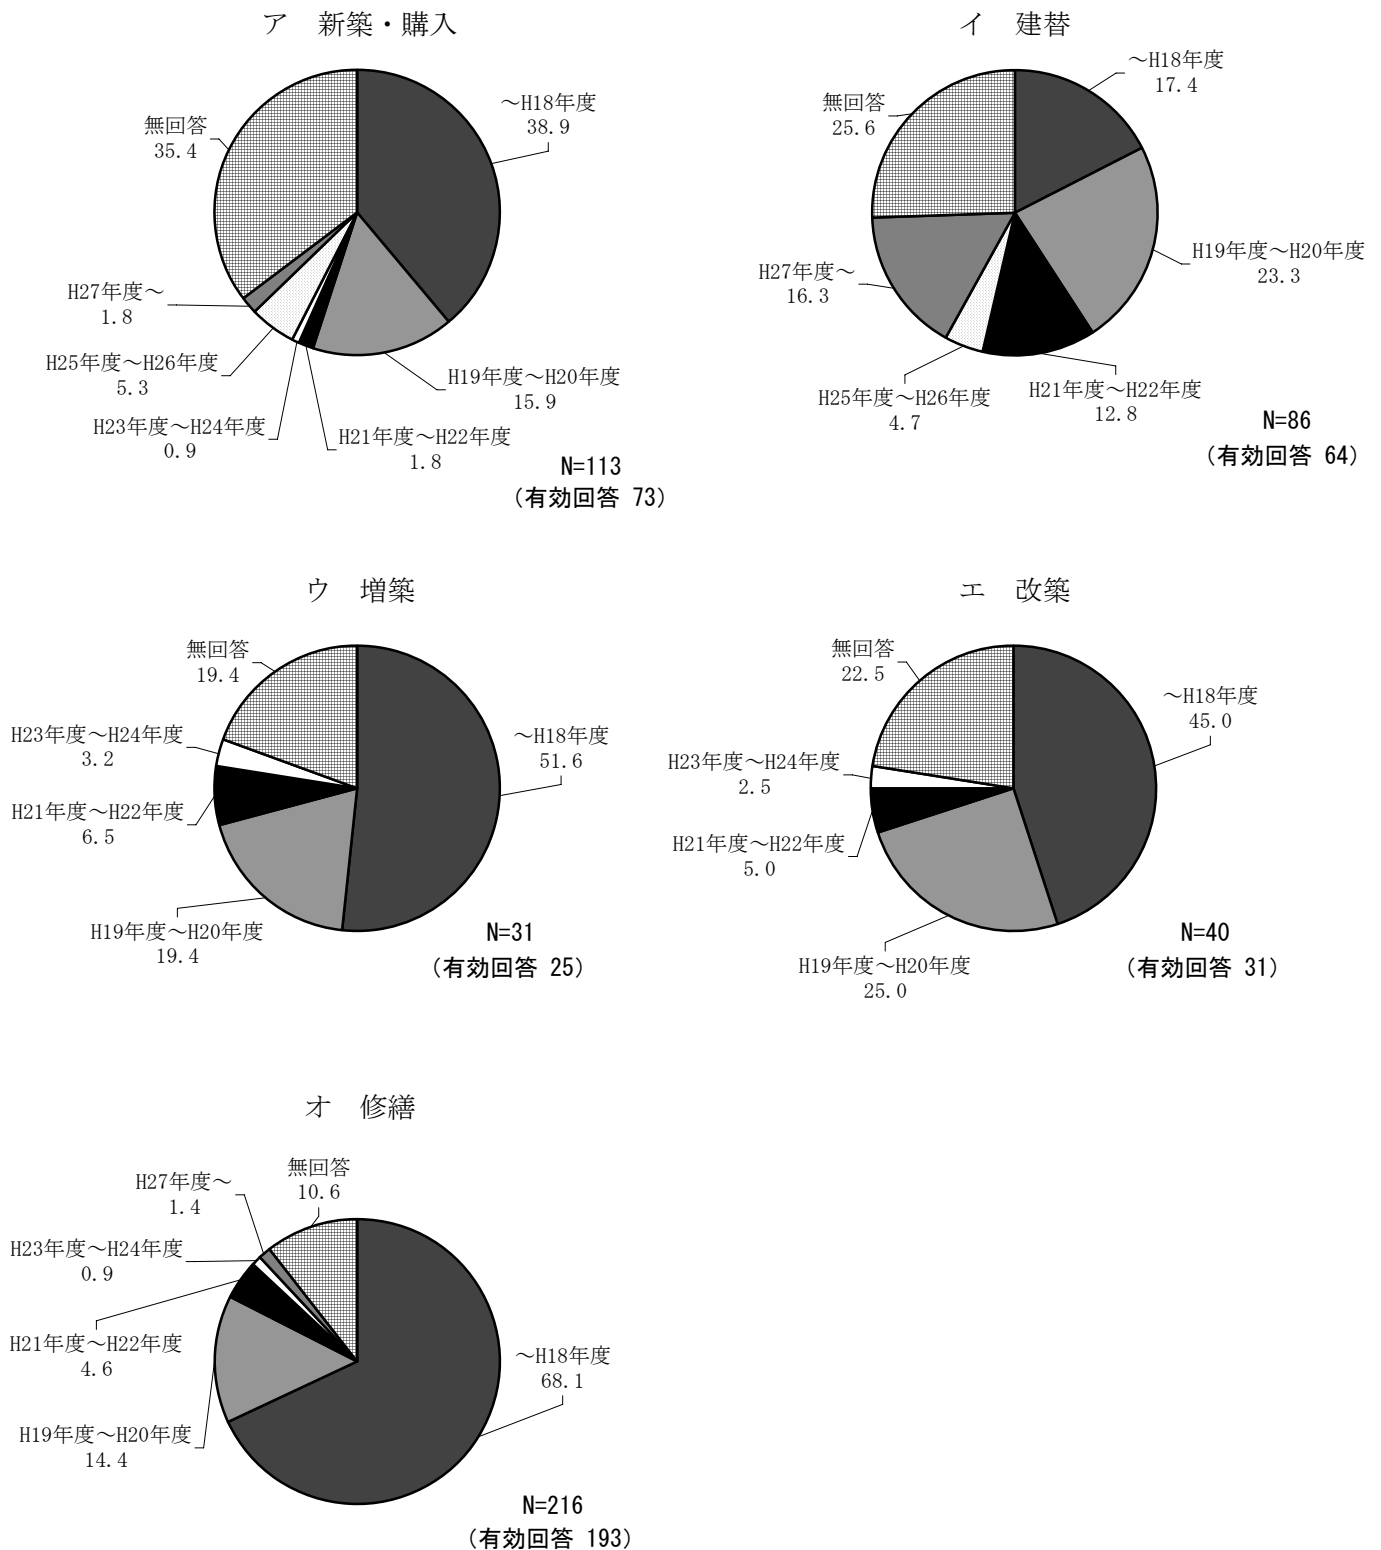 ア　新築・購入
～H18年度
38.9
H19年度～H20年度
15.9
H21年度～H22年度
1.8
H23年度～H24年度
0.9
H25年度～H26年度
5.3
H27年度～
1.8
無回答
35.4
N=113
（有効回答 73）
イ　建替
～H18年度
17.4
H19年度～H20年度
23.3
H21年度～H22年度
12.8
H25年度～H26年度
4.7
H27年度～
16.3
無回答
25.6
N=86
（有効回答 64）
ウ　増築
～H18年度
51.6
H19年度～H20年度
19.4
H21年度～H22年度
6.5
H23年度～H24年度
3.2
無回答
19.4
N=31
（有効回答 25）
エ　改築
～H18年度
45.0
H19年度～H20年度
25.0
H21年度～H22年度
5.0
H23年度～H24年度
2.5
無回答
22.5
N=40
（有効回答 31）
オ　修繕
～H18年度
68.1
H19年度～H20年度
14.4
H21年度～H22年度
4.6
H23年度～H24年度
0.9
H27年度～
1.4
無回答
10.6
N=216
（有効回答 193）